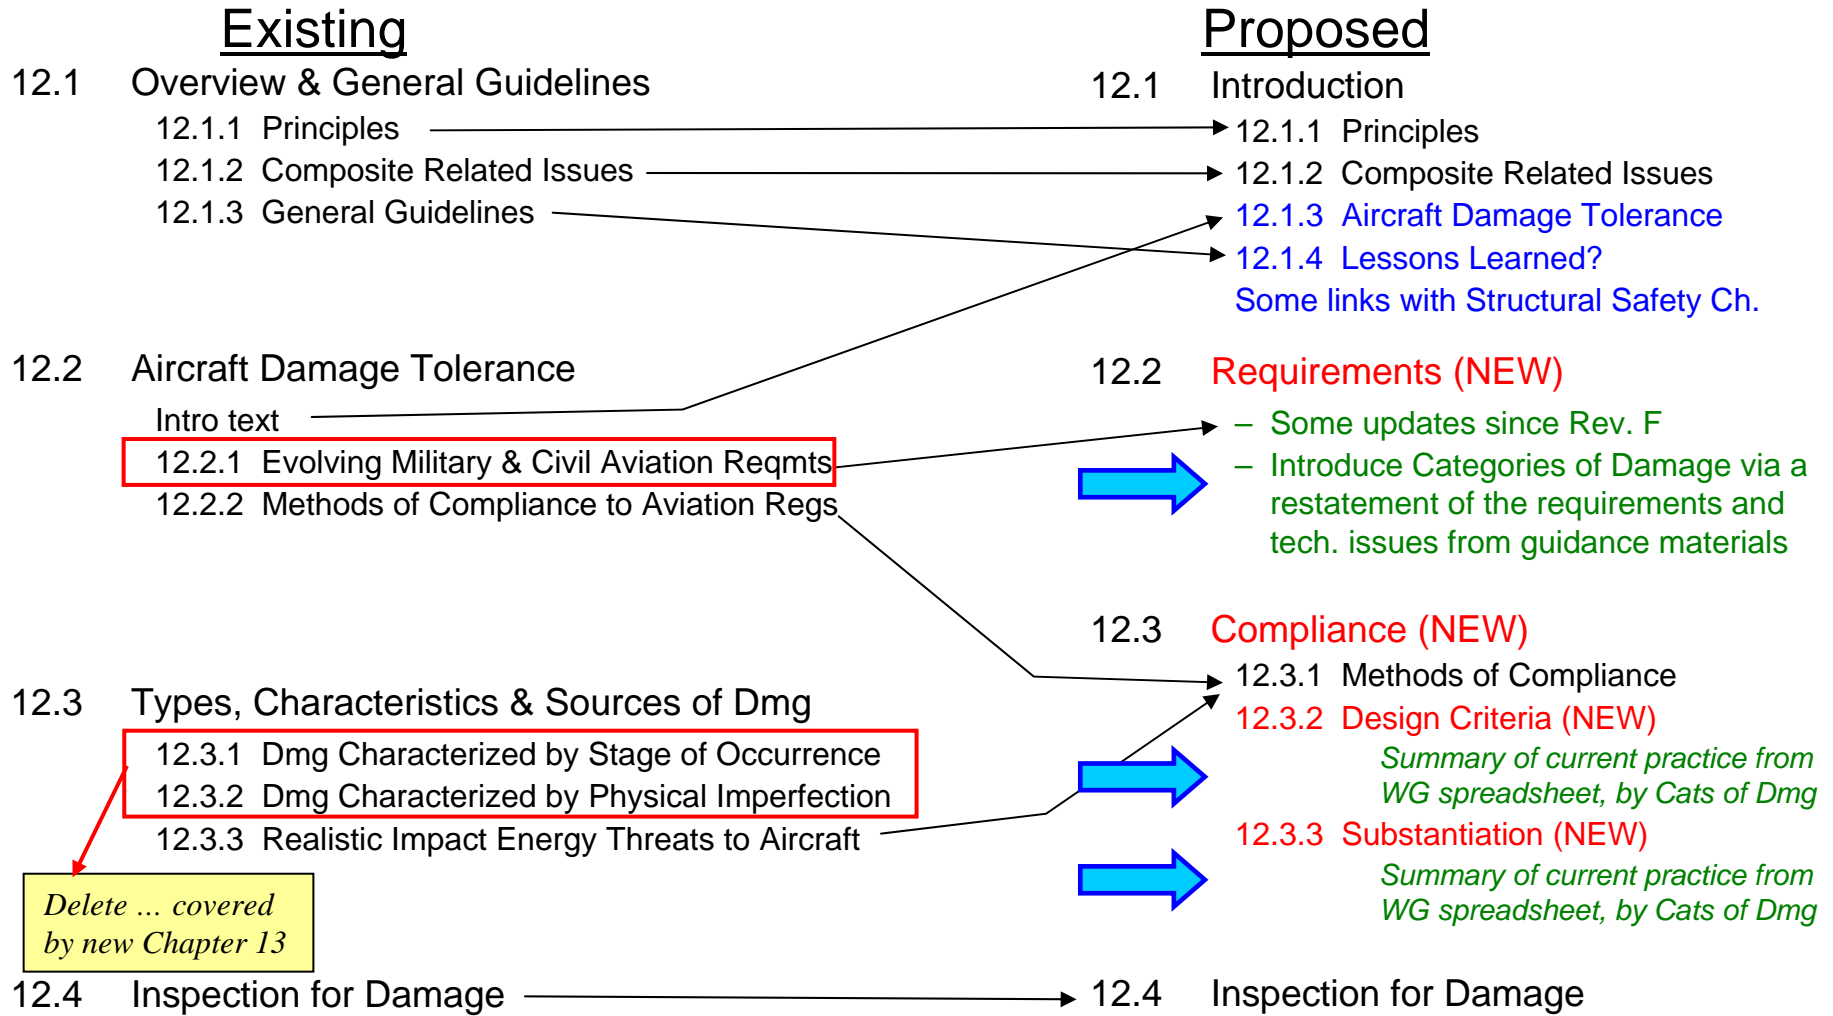 Existing
12.1 Overview & General Guidelines
12.1.1 Principles
12.1.2 Composite Related Issues
12.1.3 General Guidelines
12.2 Aircraft Damage Tolerance
Intro text
12.2.1 Evolving Military & Civil Aviation Reqmts
12.2.2 Methods of Compliance to Aviation Regs
12.3 Types, Characteristics & Sources of Dmg
12.3.1 Dmg Characterized by Stage of Occurrence
12.3.2 Dmg Characterized by Physical Imperfection
12.3.3 Realistic Impact Energy Threats to Aircraft
Delete ... covered
by new Chapter 13
12.4 Inspection for Damage
Proposed
12.1 Introduction
12.1.1 Principles
12.1.2 Composite Related Issues
12.1.3 Aircraft Damage Tolerance
12.1.4 Lessons Learned?
Some links with Structural Safety Ch.
12.2 Requirements (NEW)
– Some updates since Rev. F
– Introduce Categories of Damage via a
restatement of the requirements and
tech. issues from guidance materials
12.3 Compliance (NEW)
12.3.1 Methods of Compliance
12.3.2 Design Criteria (NEW)
Summary of current practice from
WG spreadsheet, by Cats of Dmg
12.3.3 Substantiation (NEW)
Summary of current practice from
WG spreadsheet, by Cats of Dmg
12.4 Inspection for Damage